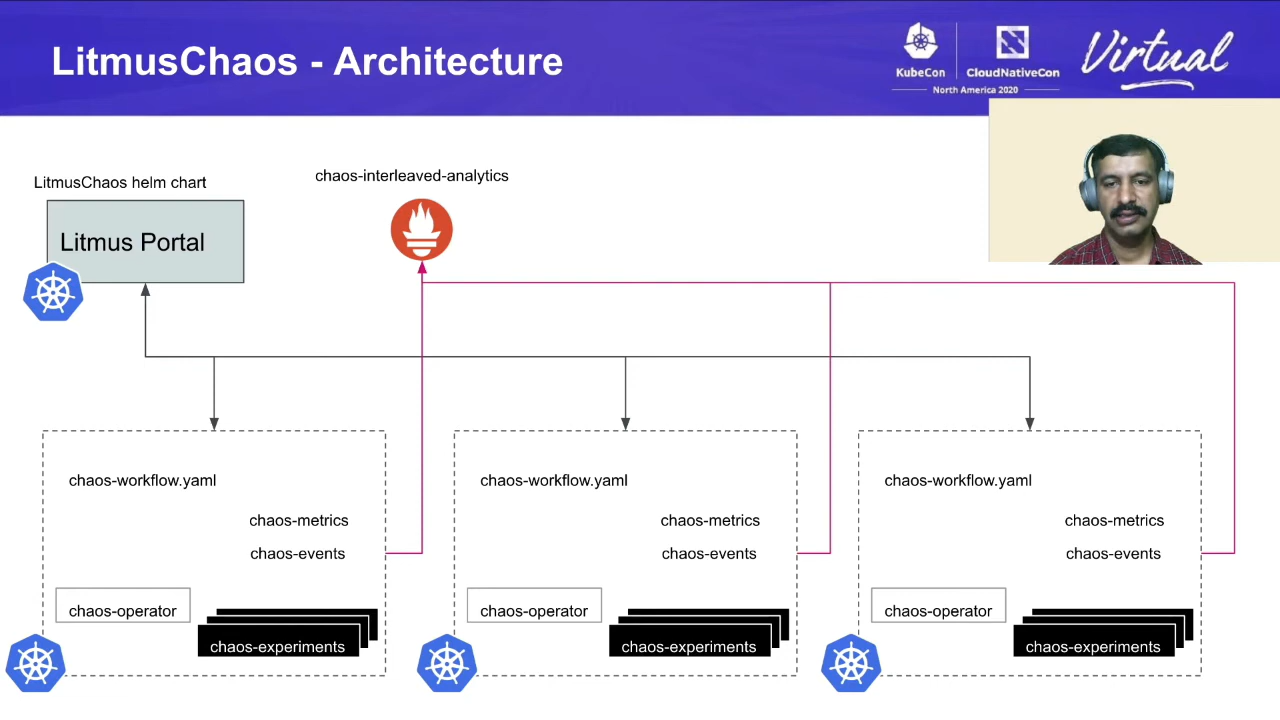 LitmusChaos - Architecture
KubeCon
CloudNativeCon
North America 2020
Virtual
LitmusChaos helm chart
Litmus Portal
chaos-interleaved-analytics
chaos-workflow.yaml
chaos-metrics
chaos-events
chaos-operator
chaos-experiments
chaos-workflow.yaml
chaos-metrics
chaos-events
chaos-operator
chaos-experiments
chaos-workflow.yaml
chaos-metrics
chaos-events
chaos-operator
chaos-experiments